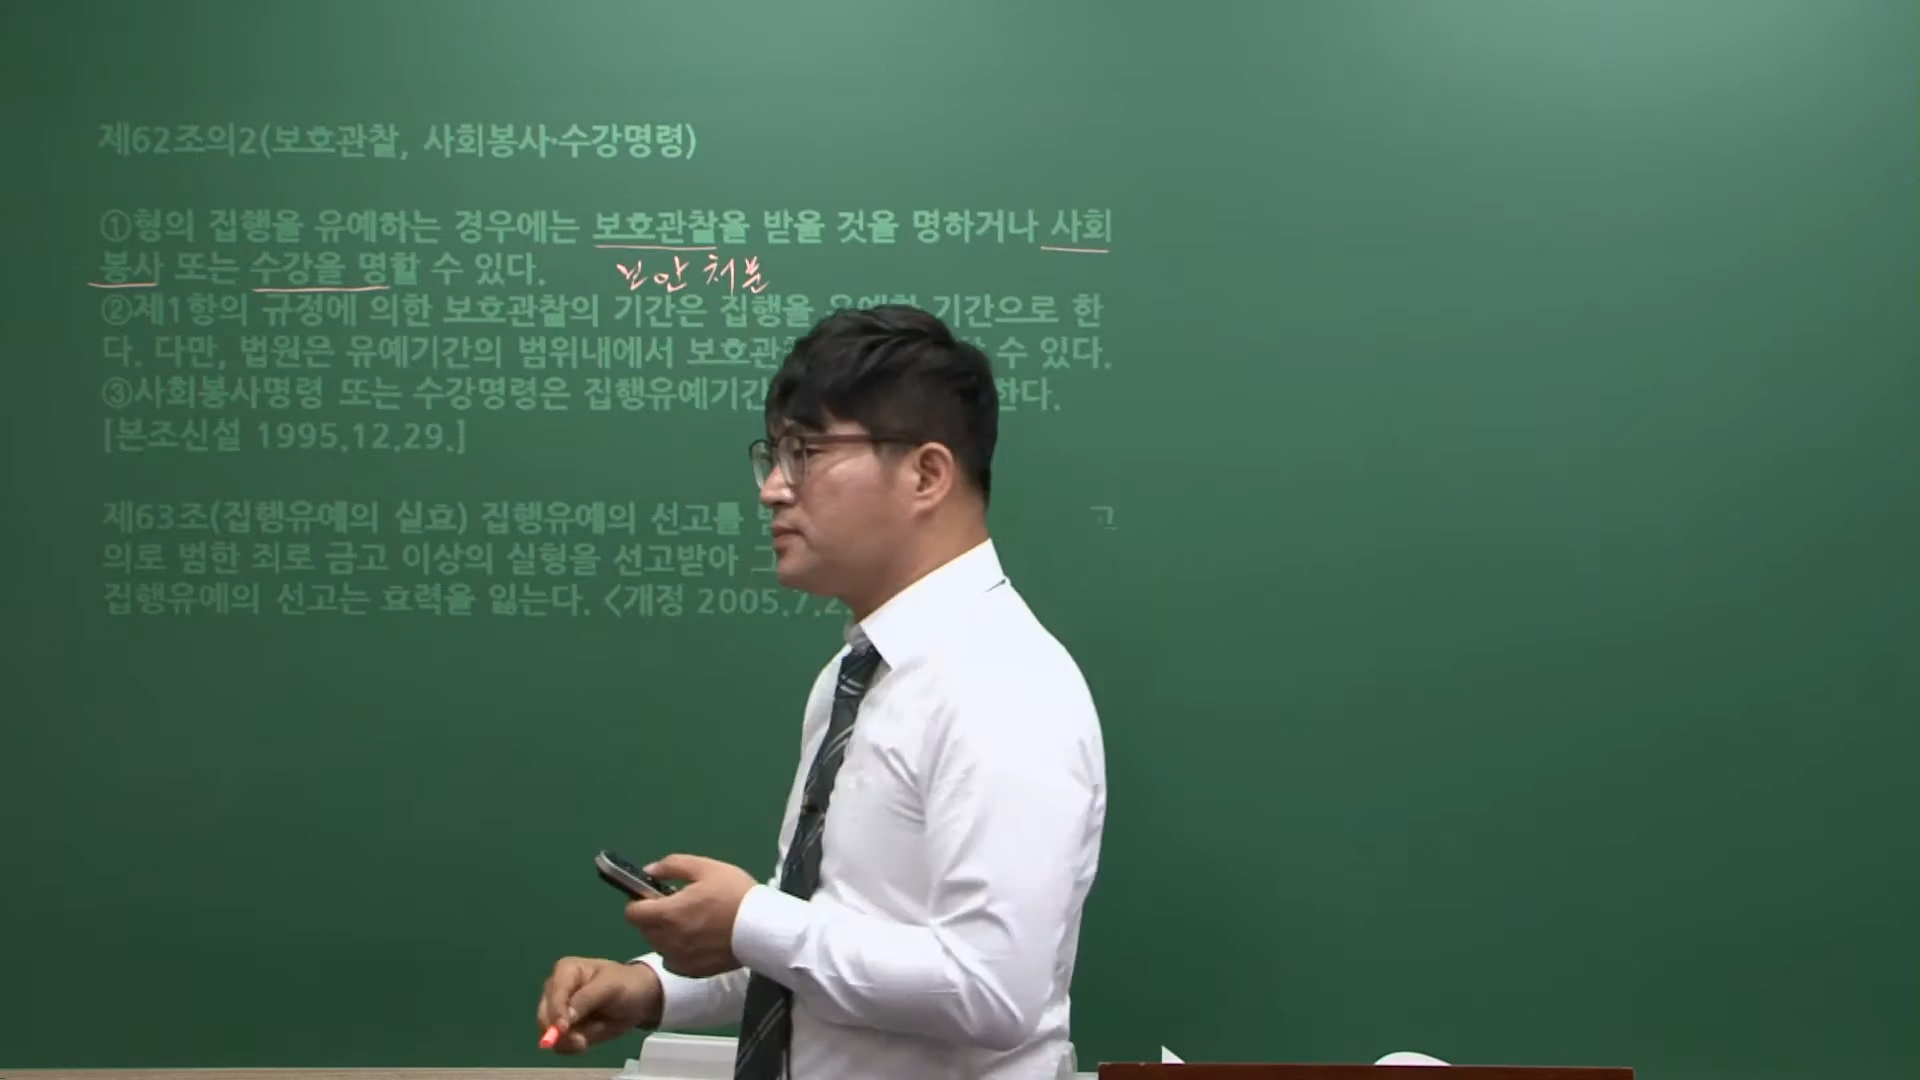 제62조의2(보호관찰, 사회봉사·수강명령)
①형의 집행을 유예하는 경우에는 보호관찰을 받을 것을 명하거나 사회
봉사 또는 수강을 명할 수 있다.
보안처분
②제1항의 규정에 의한 보호관찰의 기간은 집행을 유예한 기간으로 한
다. 다만, 법원은 유예기간의 범위내에서 수 있다.
③사회봉사명령 또는 수강명령은 집행유예기간 한다.
[본조신설 1995.12.29.]
제63조(집행유예의 실효) 집행유예의 선고를 고
의로 범한 죄로 금고 이상의 실형을 선고받아 그
집행유예의 선고는 효력을 잃는다. <개정 2005.7.2